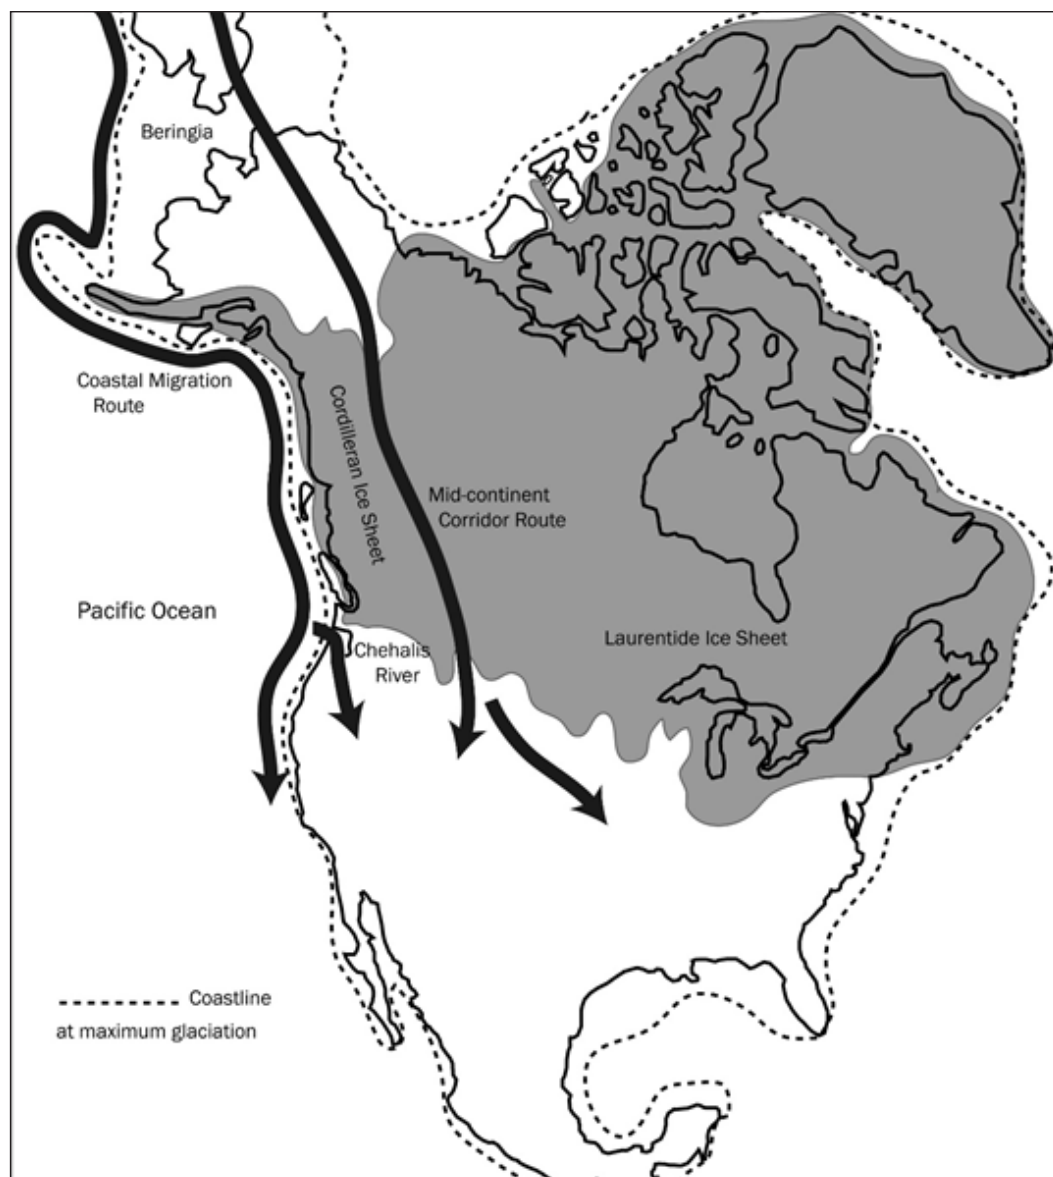 Beringia
Coastal Migration
Route
Cordilleran Ice Sheet
Mid-continent
Corridor Route
Pacific Ocean
Chehalis
River
Laurentide Ice Sheet
Coastline
at maximum glaciation